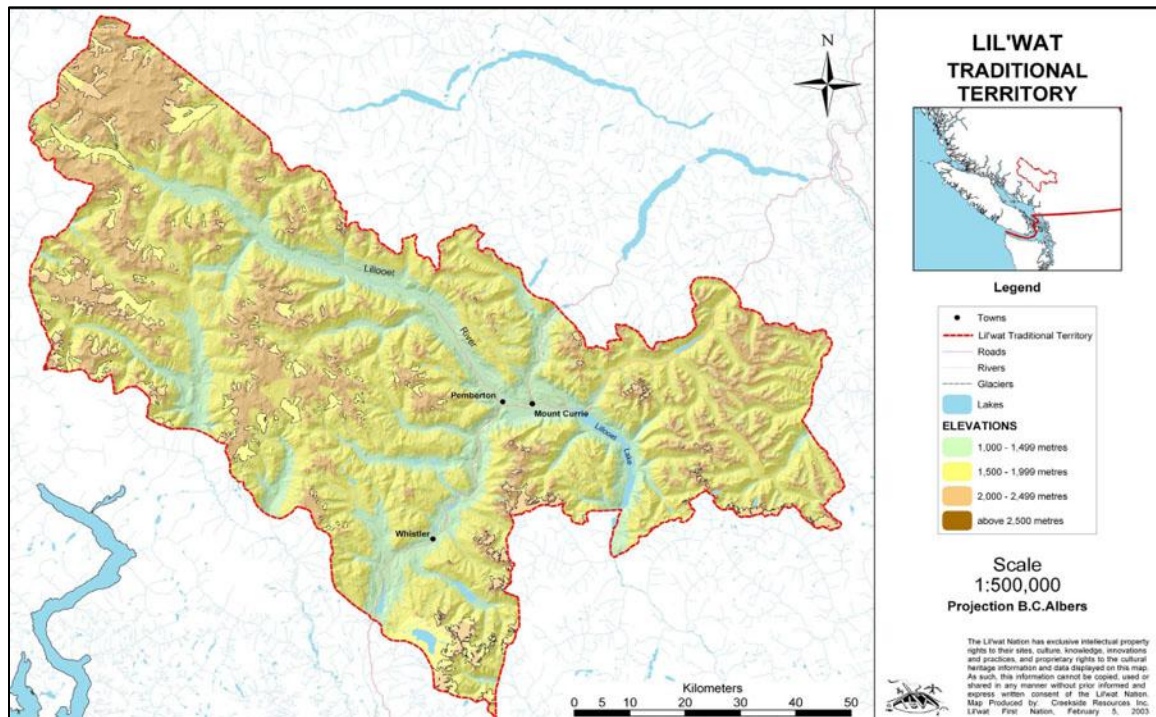 N
Lillooet
River
Pemberton
Mount Currie
Lillooet
Lake
Whistler
Kilometers
0 5 10 20 30 40 50
LIL'WAT
TRADITIONAL
TERRITORY
Legend
Towns
Lil'wat Traditional Territory
Roads
Rivers
Glaciers
Lakes
ELEVATIONS
1,000 - 1,499 metres
1,500 - 1,999 metres
2,000 - 2,499 metres
above 2,500 metres
Scale
1:500,000
Projection B.C.Albers
The Lil'wat Nation has exclusive intellectual property
rights to their sites, culture, knowledge, innovations
and practices, and proprietary rights to the cultural
heritage information and data displayed on this map.
As such, this information cannot be copied, used or
shared in any manner without prior informed and
express written consent of the Lil'wat Nation.
Map Produced by: Creekside Resources Inc.
Lil'wat First Nation, February 5, 2003